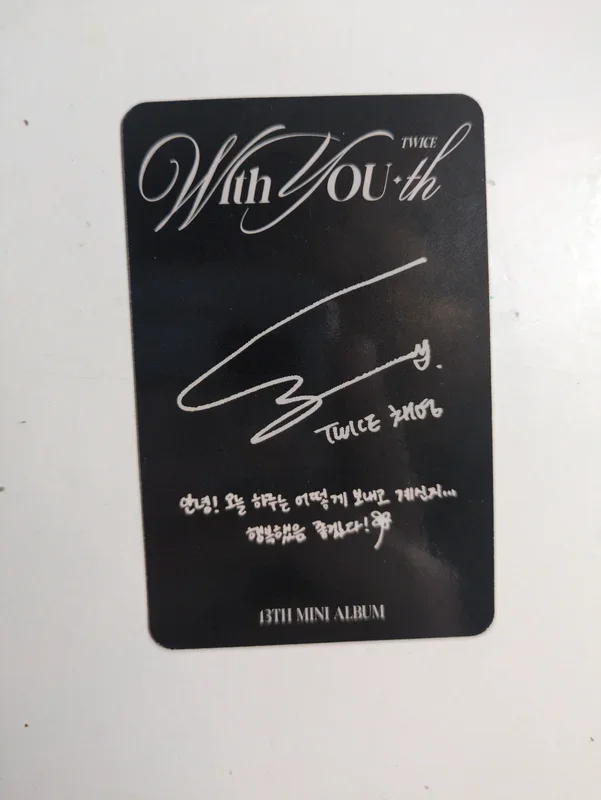 TWICE
With YOU-th
TWICE 채영
안녕! 오늘 하루는 어떻게 보내고 계신지...
행복했음 좋겠다!
13TH MINI ALBUM